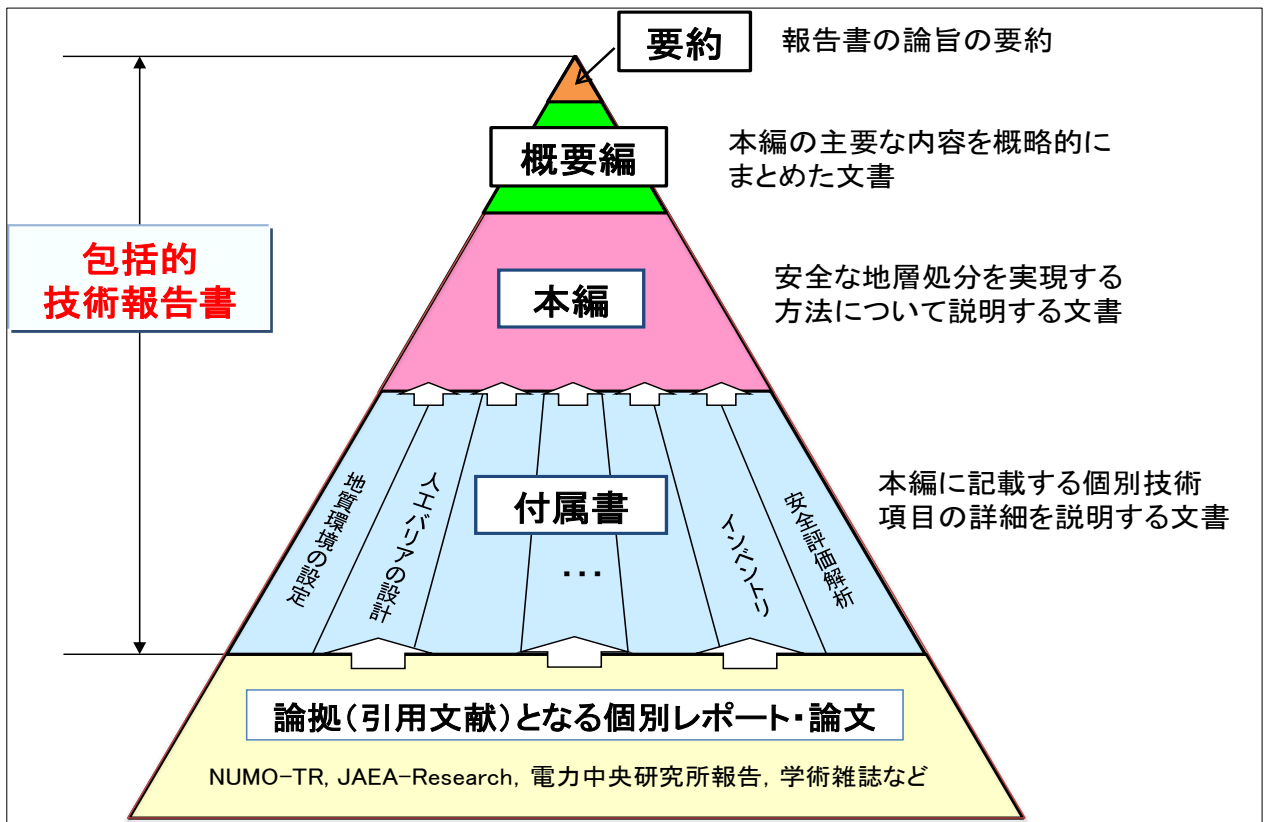 要約
報告書の論旨の要約
概要編
本編の主要な内容を概略的に
まとめた文書
包括的
技術報告書
本編
安全な地層処分を実現する
方法について説明する文書
地質環境の設定
人工バリアの設計
付属書
…
インベントリ
安全評価解析
本編に記載する個別技術
項目の詳細を説明する文書
論拠(引用文献)となる個別レポート・論文
NUMO-TR, JAEA-Research, 電力中央研究所報告, 学術雑誌など